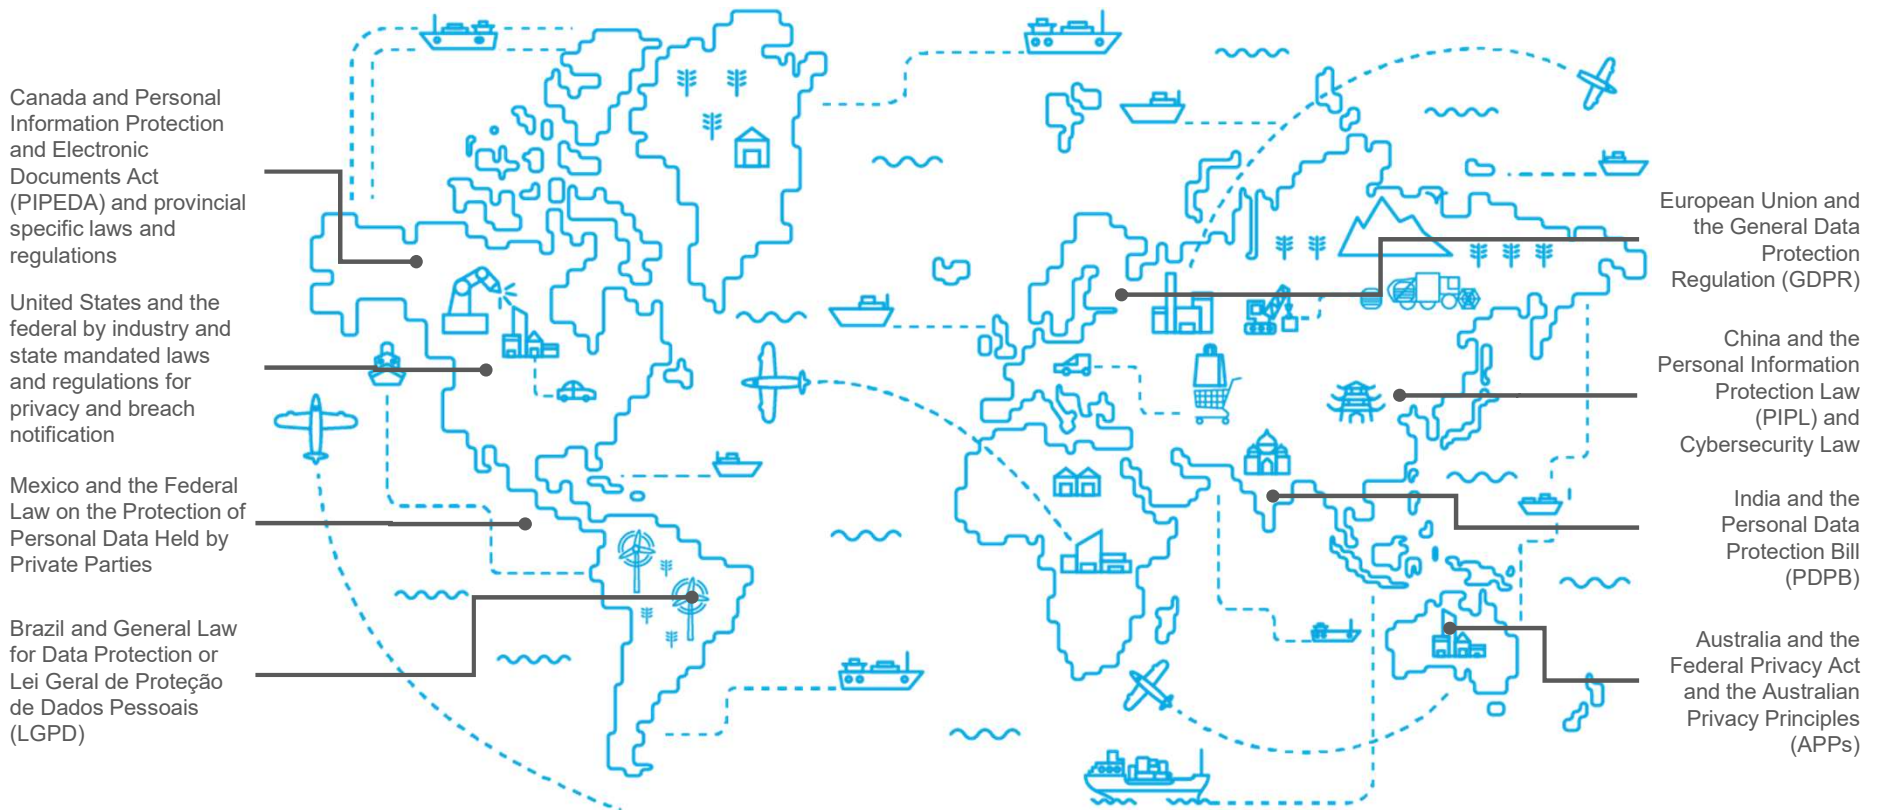 Canada and Personal
Information Protection
and Electronic
Documents Act
(PIPEDA) and provincial
specific laws and
regulations
United States and the
federal by industry and
state mandated laws
and regulations for
privacy and breach
notification
Mexico and the Federal
Law on the Protection of
Personal Data Held by
Private Parties
Brazil and General Law
for Data Protection or
Lei Geral de Proteção
de Dados Pessoais
(LGPD)
European Union and
the General Data
Protection
Regulation (GDPR)
China and the
Personal Information
Protection Law
(PIPL) and
Cybersecurity Law
India and the
Personal Data
Protection Bill
(PDPB)
Australia and the
Federal Privacy Act
and the Australian
Privacy Principles
(APPs)